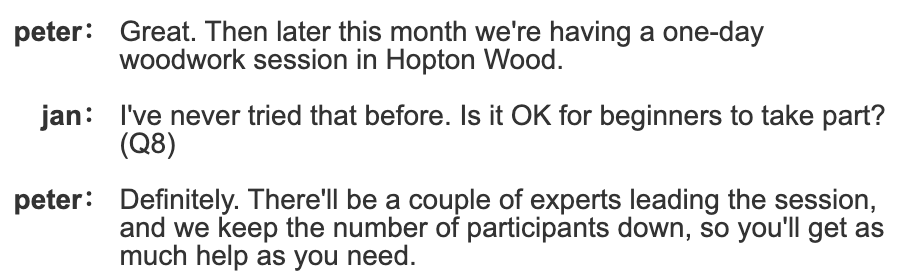 peter: Great. Then later this month we're having a one-day
woodwork session in Hopton Wood.
jan: I've never tried that before. Is it OK for beginners to take part?
(Q8)
peter: Definitely. There'll be a couple of experts leading the session,
and we keep the number of participants down, so you'll get as
much help as you need.